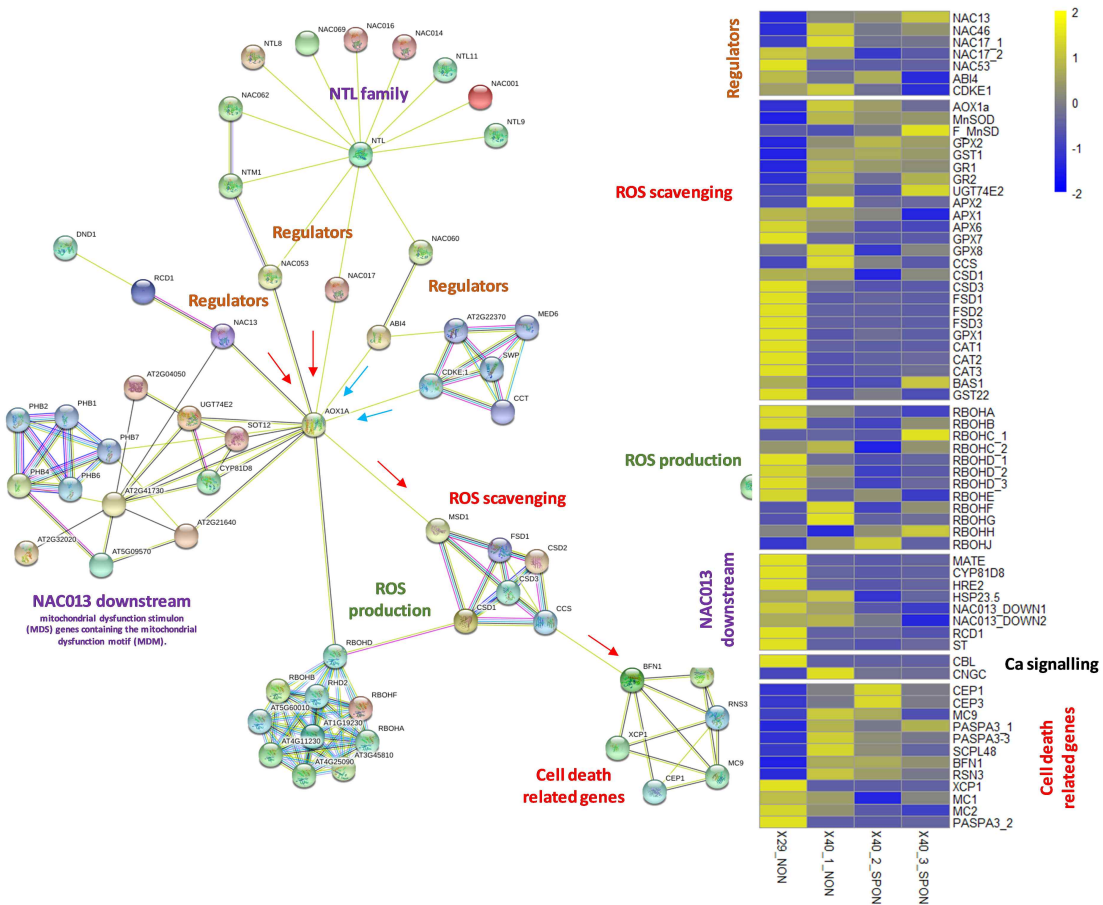 NAC069
NAC016
NAC014
NTL8
NTL11
NAC001
NTL family
NAC062
NTL9
NTL
NTM1
DND1
Regulators
NAC060
NAC053
RCD1
NAC017
Regulators
Regulators
NAC13
ABI4
AT2G22370
MED6
SWP
CDKE;1
CCT
AT2G04050
AOX1A
UGT74E2
PHB2
PHB1
SOT12
PHB7
CYP81D8
PHB4
PHB6
AT2G41730
AT2G21640
AT2G32020
AT5G09570
ROS scavenging
MSD1
FSD1
CSD2
CSD3
CSD1
CCS
NAC013 downstream
mitochondrial dysfunction stimulon
(MDS) genes containing the mitochondrial
dysfunction motif (MDM).
ROS
production
RBOHD
RBOHB
RHD2
RBOHF
AT5G60010
AT1G19230
RBOHA
AT4G11230
AT3G45810
AT4G25090
BFN1
RNS3
XCP1
MC9
CEP1
Cell death
related genes
Regulators
NAC13
NAC46
NAC17_1
NAC17_2
NAC53
ABI4
CDKE1
ROS scavenging
AOX1a
MnSOD
F_MnSD
GPX2
GST1
GR1
GR2
UGT74E2
APX2
APX1
APX6
GPX7
GPX8
CCS
CSD1
CSD3
FSD1
FSD2
FSD3
GPX1
CAT1
CAT2
CAT3
BAS1
GST22
ROS production
RBOHA
RBOHB
RBOHC_1
RBOHC_2
RBOHD_1
RBOHD_2
RBOHD_3
RBOHE
RBOHF
RBOHG
RBOHH
RBOHJ
NAC013
downstream
MATE
CYP81D8
HRE2
HSP23.5
NAC013_DOWN1
NAC013_DOWN2
RCD1
ST
Ca signalling
CBL
CNGC
Cell death
related genes
CEP1
CEP3
MC9
PASPA3_1
PASPA3-3
SCPL48
BFN1
RSN3
XCP1
MC1
MC2
PASPA3_2
X29_NON
X40_1_NON
X40_2_SPON
X40_3_SPON
2
1
0
-1
-2